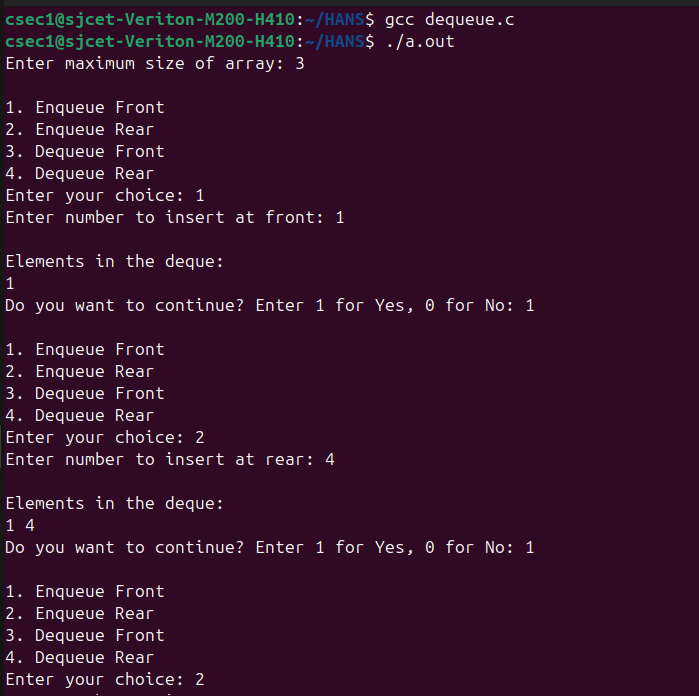 csec1@sjcet-Veriton-M200-H410:~/HANS$ gcc dequeue.c
csec1@sjcet-Veriton-M200-H410:~/HANS$ ./a.out
Enter maximum size of array: 3
1. Enqueue Front
2. Enqueue Rear
3. Dequeue Front
4. Dequeue Rear
Enter your choice: 1
Enter number to insert at front: 1
Elements in the deque:
1
Do you want to continue? Enter 1 for Yes, 0 for No: 1
1. Enqueue Front
2. Enqueue Rear
3. Dequeue Front
4. Dequeue Rear
Enter your choice: 2
Enter number to insert at rear: 4
Elements in the deque:
1 4
Do you want to continue? Enter 1 for Yes, 0 for No: 1
1. Enqueue Front
2. Enqueue Rear
3. Dequeue Front
4. Dequeue Rear
Enter your choice: 2